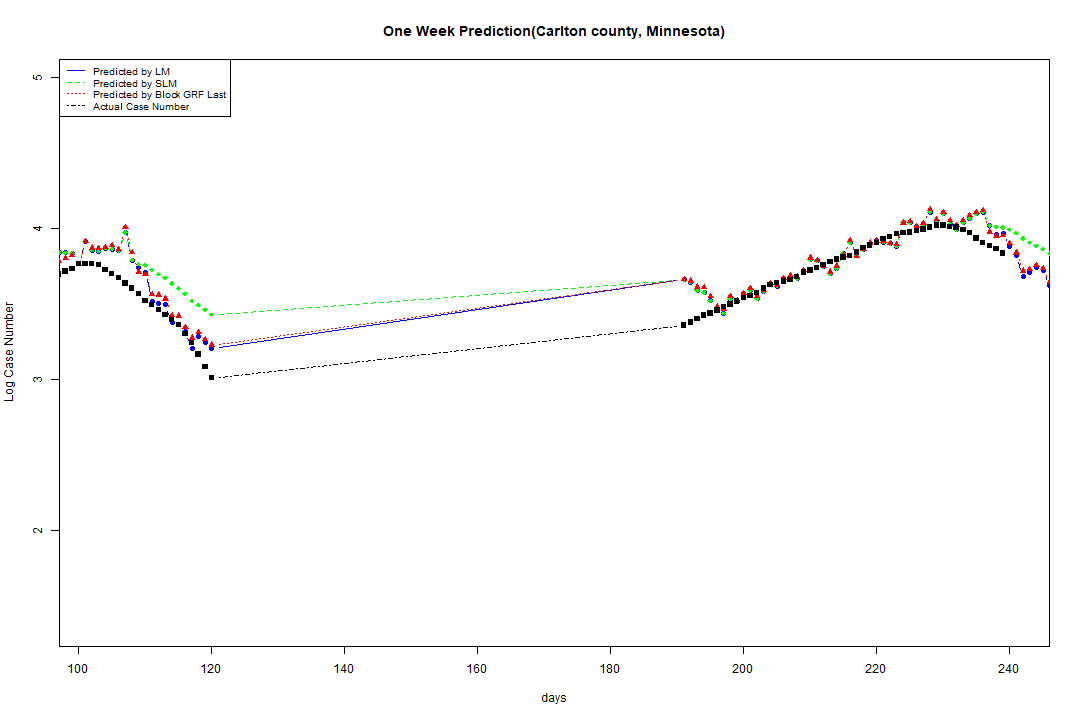 One Week Prediction(Carlton county, Minnesota)
Predicted by LM
Predicted by SLM
Predicted by Block GRF Last
Actual Case Number
5
4
3
2
Log Case Number
100 120 140 160 180 200 220 240
days